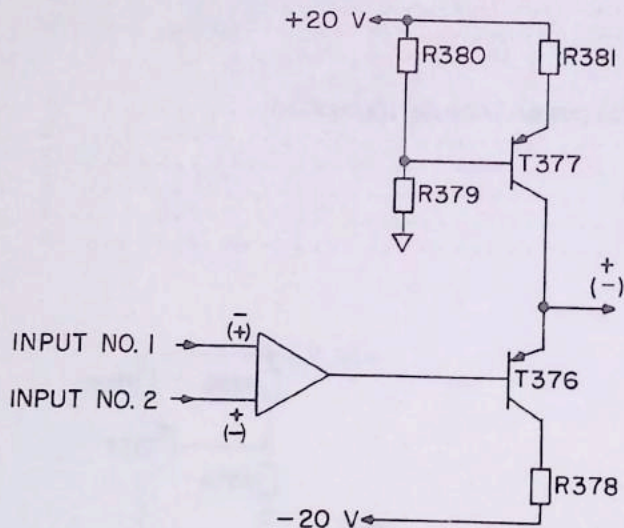 +20 V
R380
R381
T377
R379
+
(−)
−
(+)
INPUT NO. 1
INPUT NO. 2
+
(−)
T376
R378
−20 V